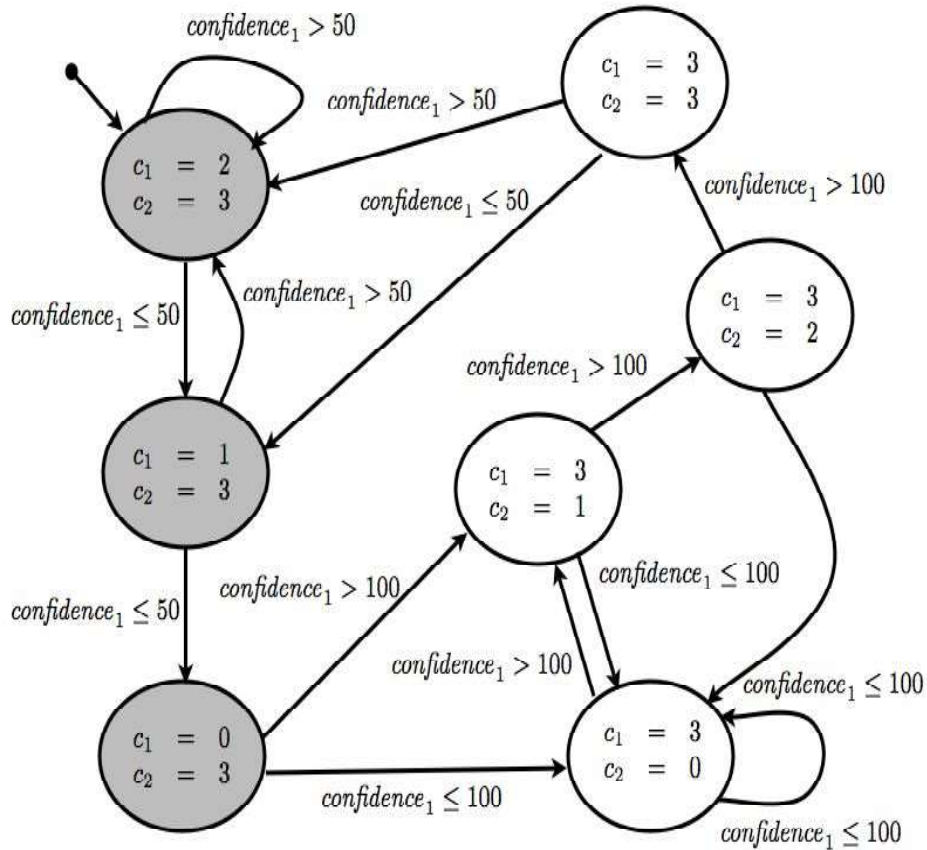 confidence₁ > 50
c₁ = 3
c₂ = 3
confidence₁ > 50
c₁ = 2
c₂ = 3
confidence₁ ≤ 50
confidence₁ > 100
confidence₁ > 50
confidence₁ ≤ 50
c₁ = 3
c₂ = 2
confidence₁ > 100
c₁ = 1
c₂ = 3
c₁ = 3
c₂ = 1
confidence₁ ≤ 100
confidence₁ > 100
confidence₁ ≤ 50
confidence₁ > 100
confidence₁ ≤ 100
c₁ = 0
c₂ = 3
c₁ = 3
c₂ = 0
confidence₁ ≤ 100
confidence₁ ≤ 100